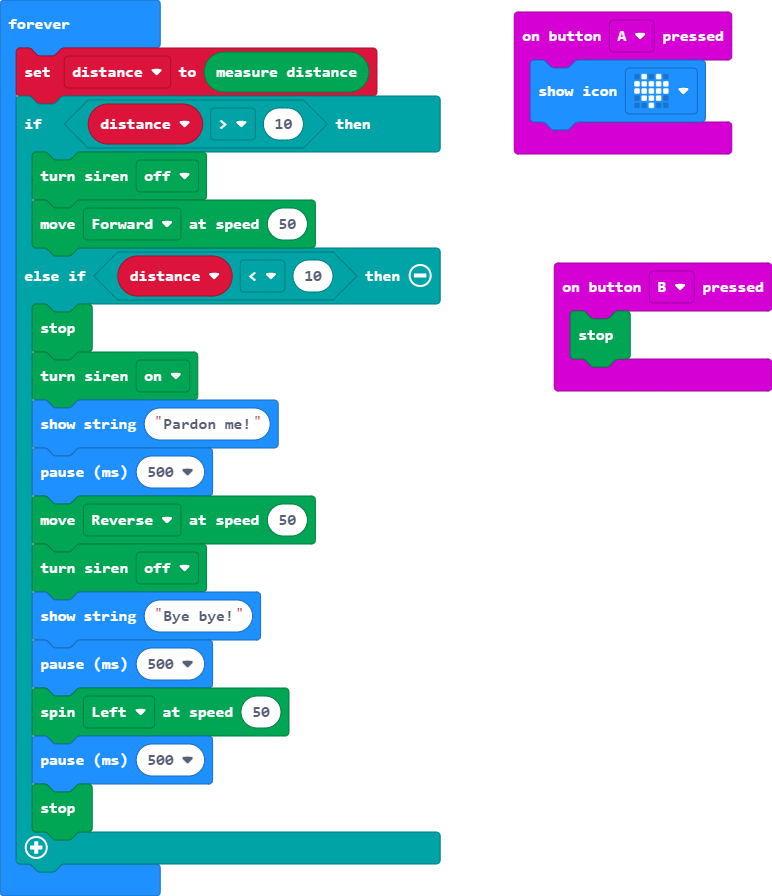 forever
set distance to measure distance
if distance > 10 then
turn siren off
move Forward at speed 50
else if distance < 10 then
stop
turn siren on
show string "Pardon me!"
pause (ms) 500
move Reverse at speed 50
turn siren off
show string "Bye bye!"
pause (ms) 500
spin Left at speed 50
pause (ms) 500
stop
on button A pressed
show icon
on button B pressed
stop